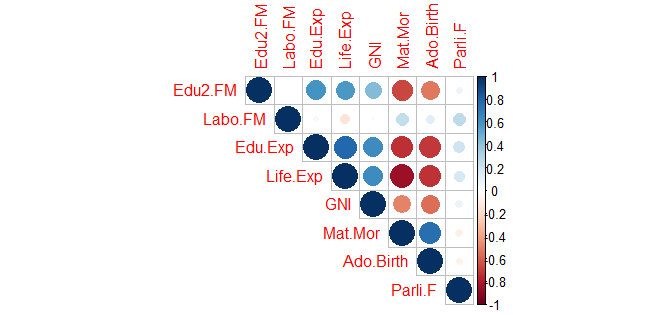 Edu2.FM
Labo.FM
Edu.Exp
Life.Exp
GNI
Mat.Mor
Ado.Birth
Parli.F
Edu2.FM
Labo.FM
Edu.Exp
Life.Exp
GNI
Mat.Mor
Ado.Birth
Parli.F
1
0.8
0.6
0.4
0.2
0
-0.2
-0.4
-0.6
-0.8
-1